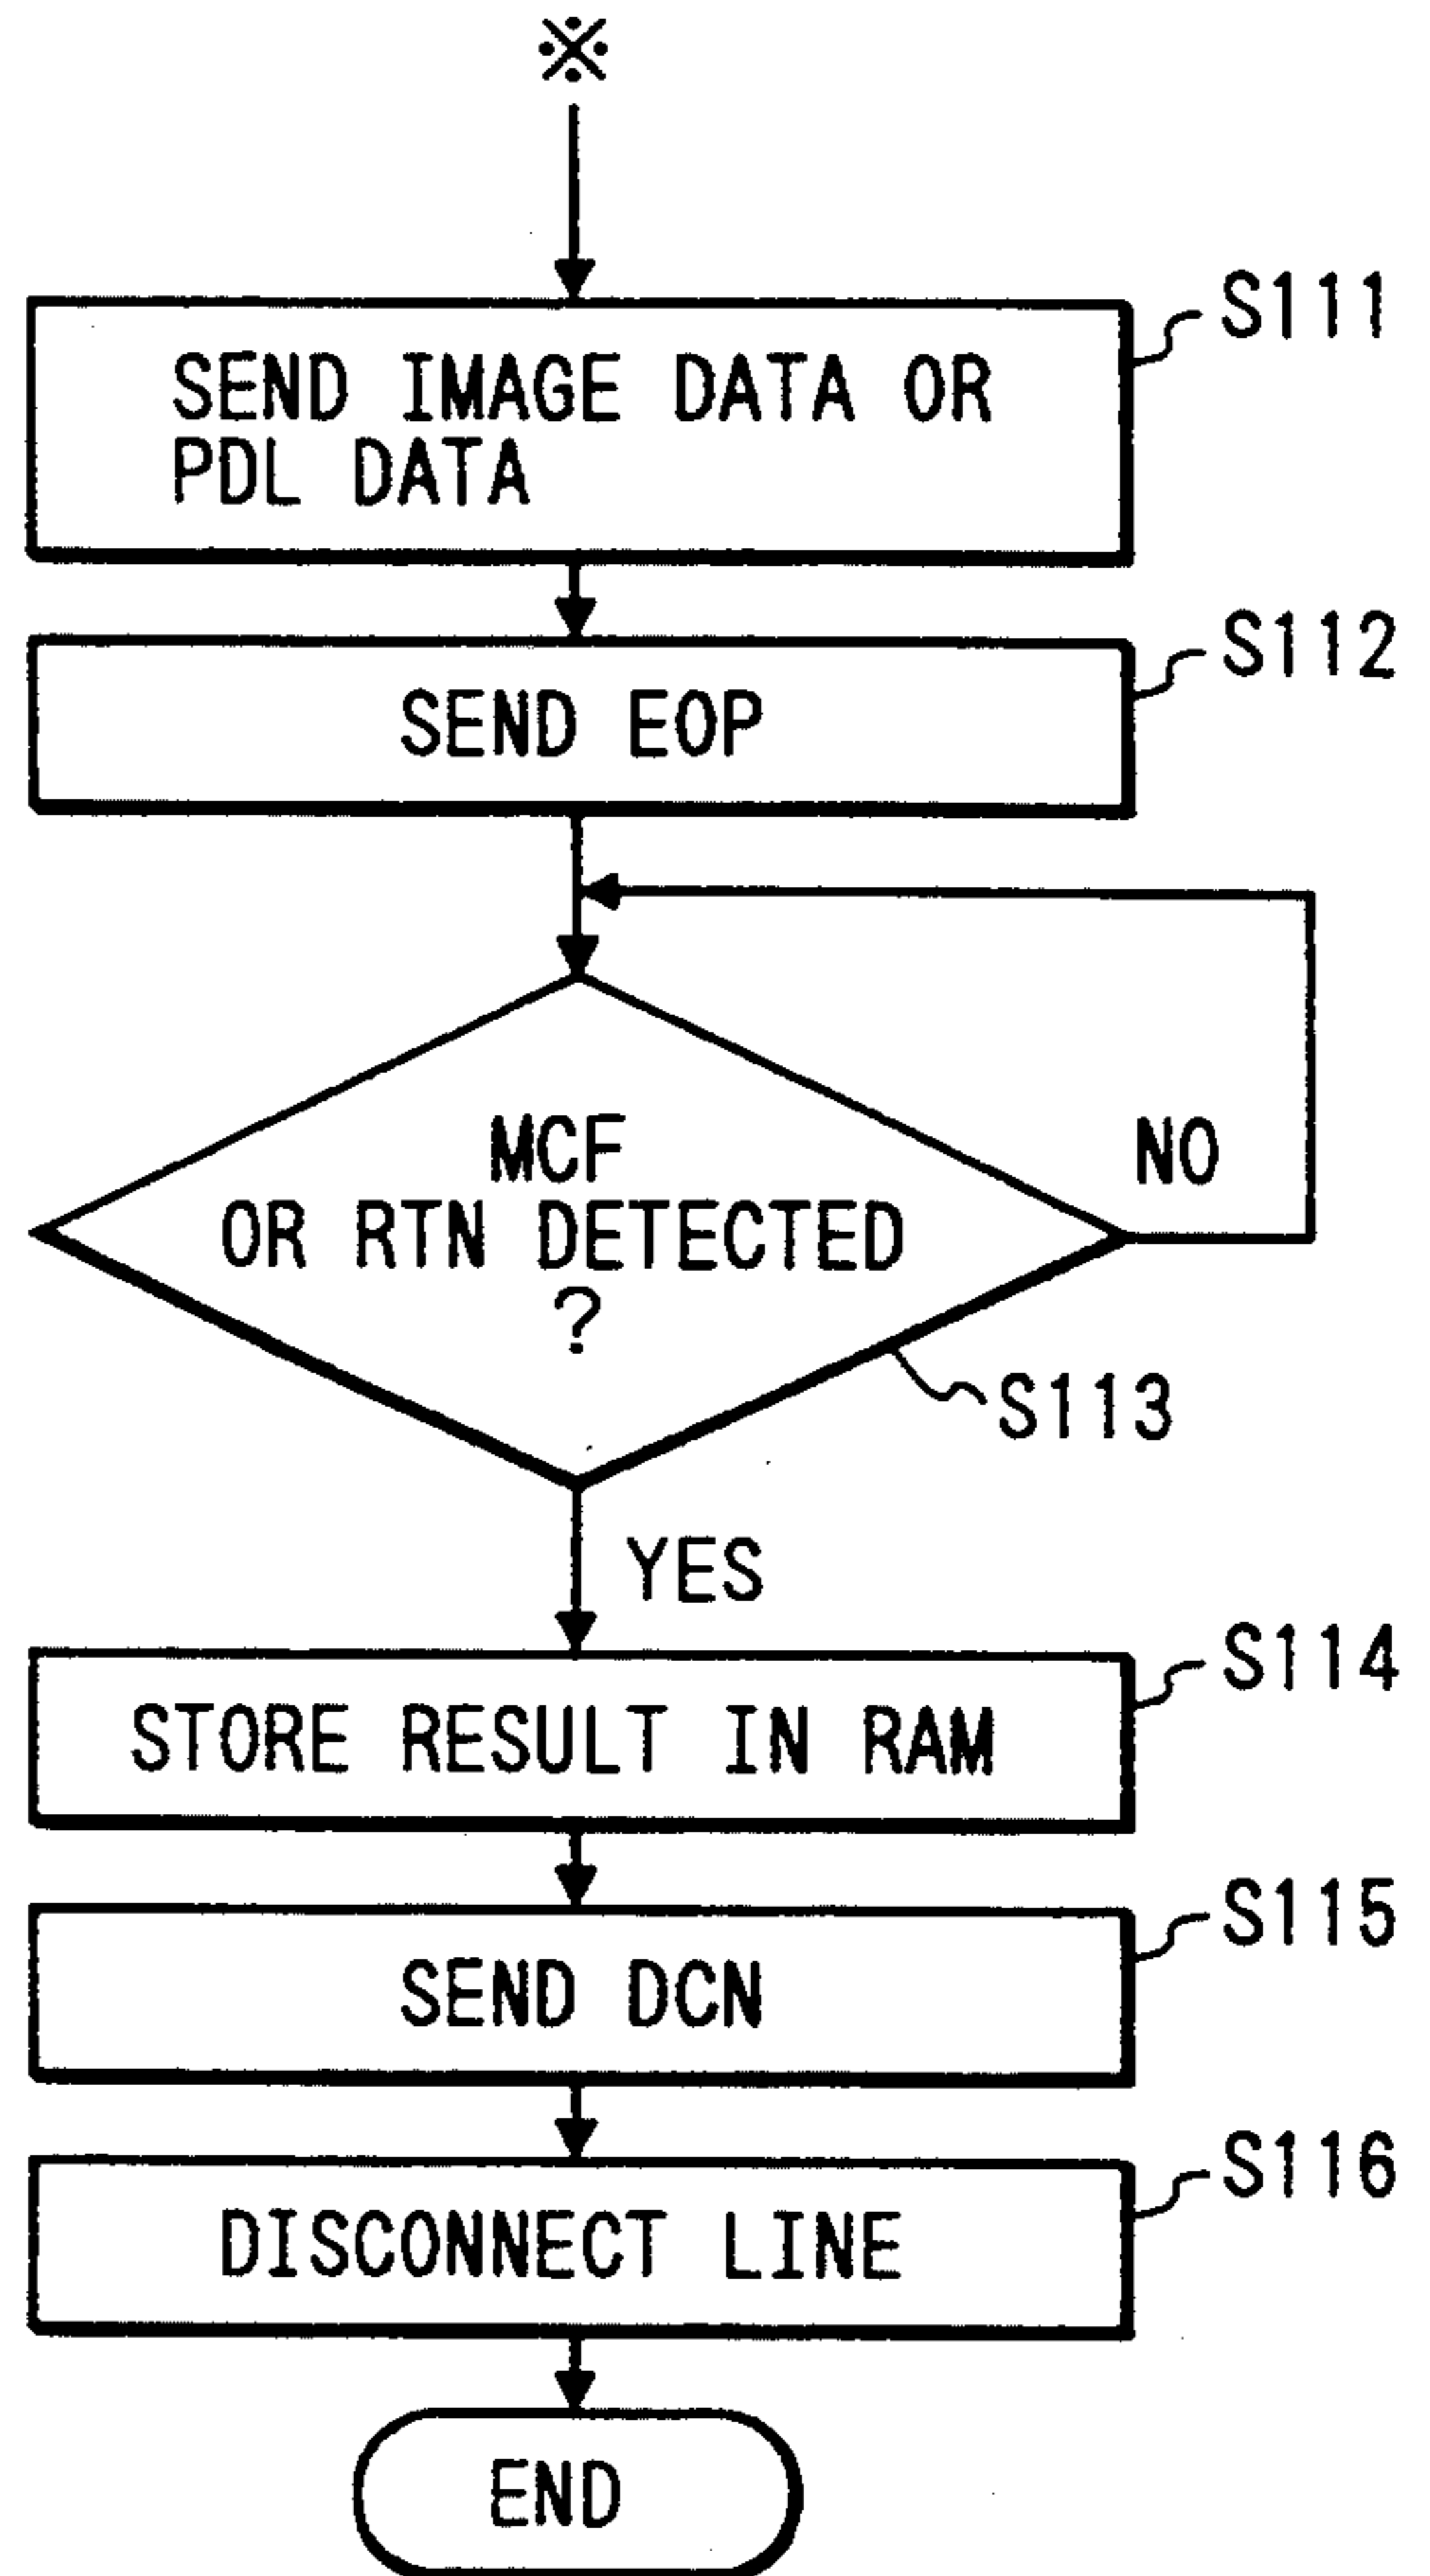 ※
S111
SEND IMAGE DATA OR
PDL DATA
S112
SEND EOP
MCF
OR RTN DETECTED
?
NO
S113
YES
S114
STORE RESULT IN RAM
S115
SEND DCN
S116
DISCONNECT LINE
END